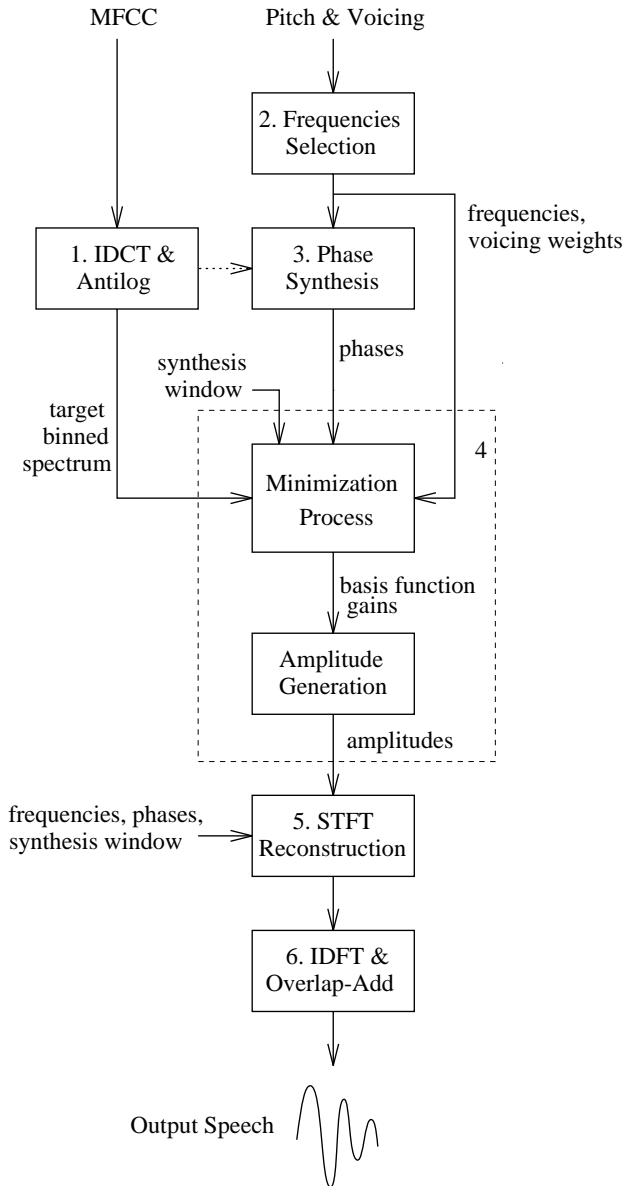 MFCC
Pitch & Voicing
2. Frequencies
Selection
frequencies,
voicing weights
1. IDCT &
Antilog
3. Phase
Synthesis
phases
synthesis
window
target
binned
spectrum
4
Minimization
Process
basis function
gains
Amplitude
Generation
amplitudes
frequencies, phases,
synthesis window
5. STFT
Reconstruction
6. IDFT &
Overlap-Add
Output Speech